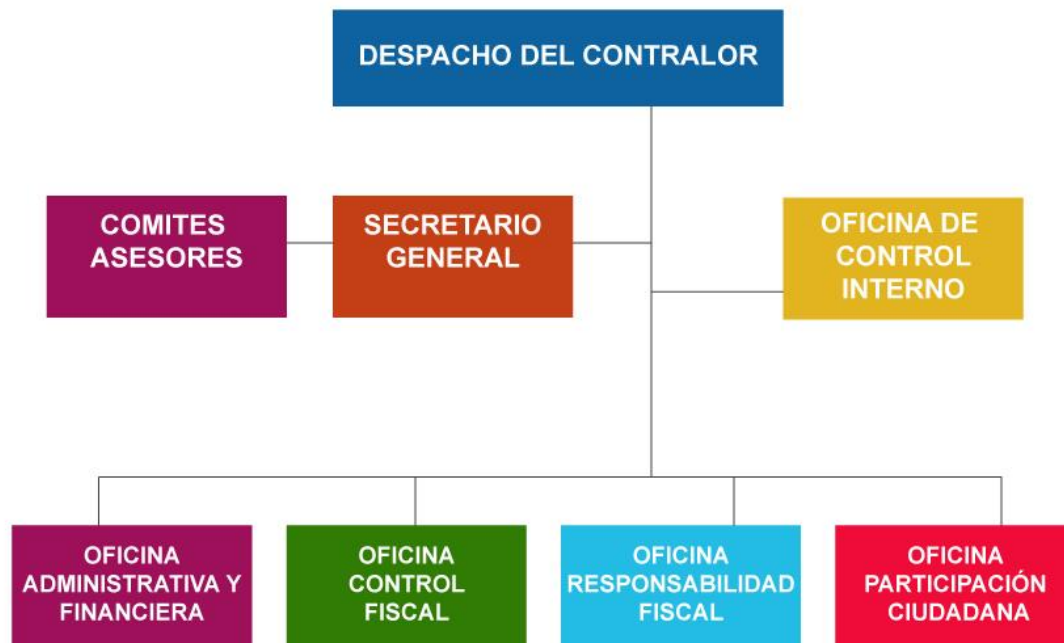 DESPACHO DEL CONTRALOR
COMITES
ASESORES
SECRETARIO
GENERAL
OFICINA DE
CONTROL
INTERNO
OFICINA
ADMINISTRATIVA Y
FINANCIERA
OFICINA
CONTROL
FISCAL
OFICINA
RESPONSABILIDAD
FISCAL
OFICINA
PARTICIPACIÓN
CIUDADANA